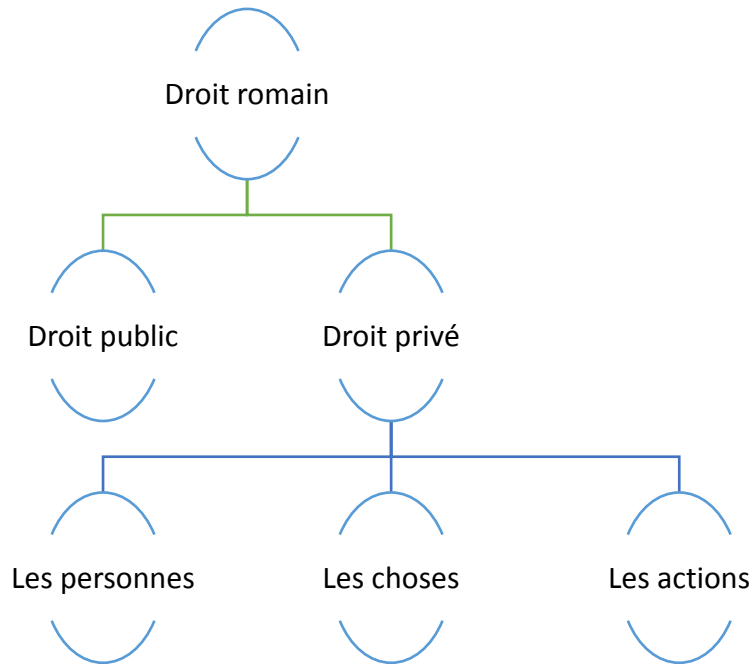 Droit romain
Droit public
Droit privé
Les personnes
Les choses
Les actions